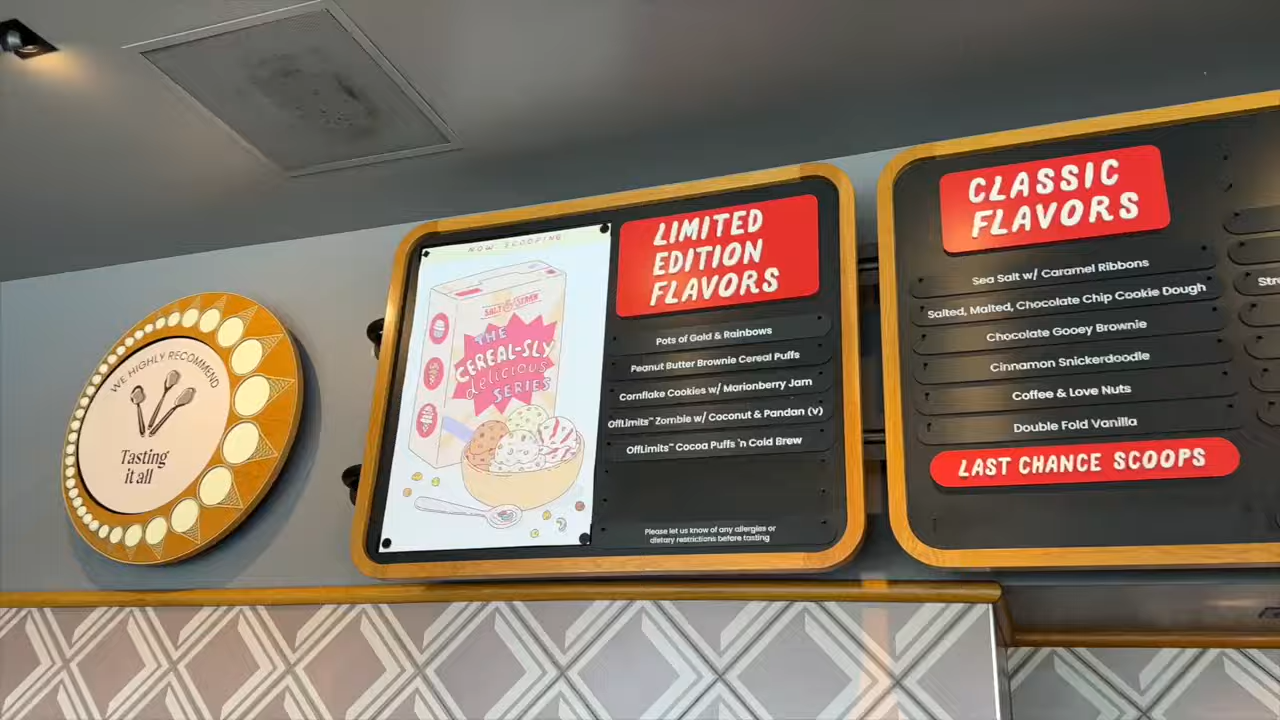 WE HIGHLY RECOMMEND
Tasting
it all
NOW SCOOPING
SALT & STRAW
THE
CEREAL-SLY
delicious
SERIES
LIMITED
EDITION
FLAVORS
Pots of Gold & Rainbows
Peanut Butter Brownie Cereal Puffs
Cornflake Cookies w/ Marionberry Jam
OffLimits™ Zombie w/ Coconut & Pandan (v)
OffLimits™ Cocoa Puffs 'n Cold Brew
Please let us know of any allergies or
dietary restrictions before tasting
CLASSIC
FLAVORS
Sea Salt w/ Caramel Ribbons
Salted, Malted, Chocolate Chip Cookie Dough
Chocolate Gooey Brownie
Cinnamon Snickerdoodle
Coffee & Love Nuts
Double Fold Vanilla
LAST CHANCE SCOOPS